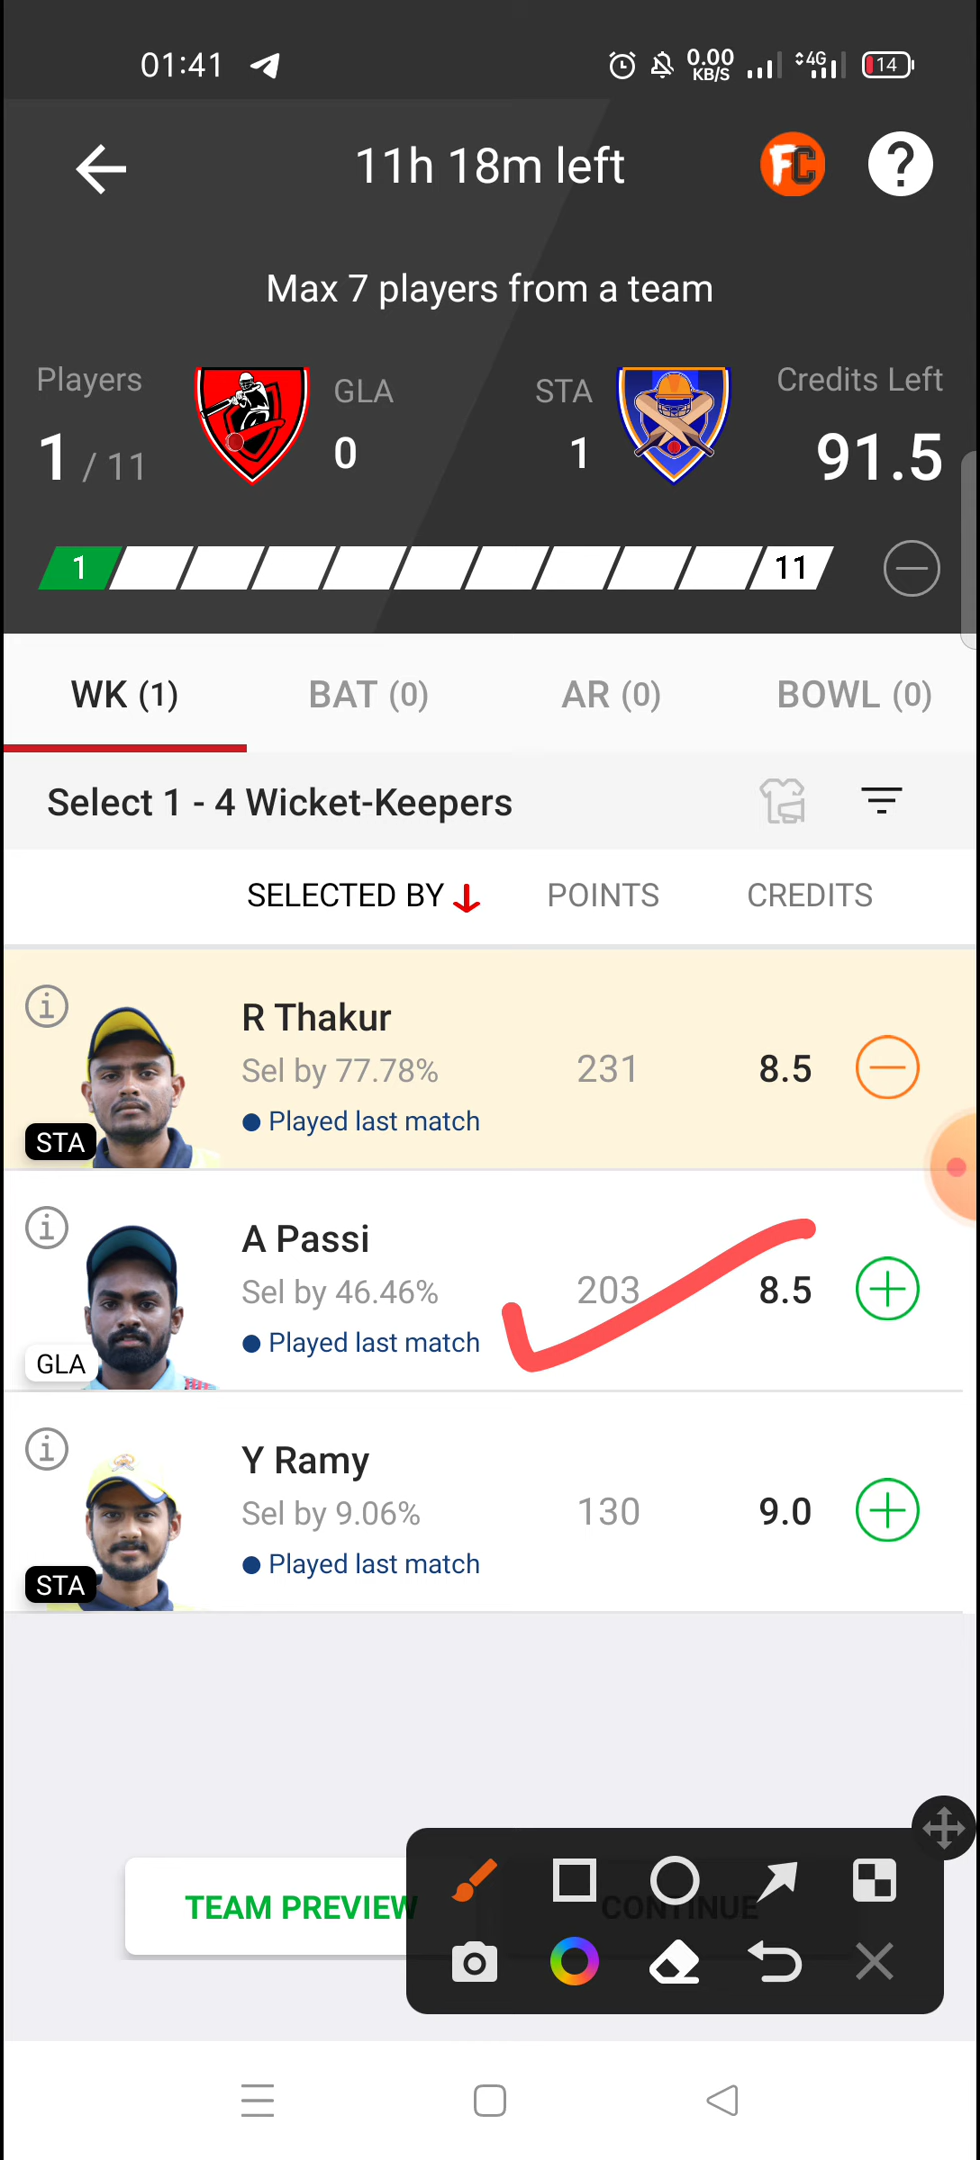 01:41
0.00 KB/S 4G 14
11h 18m left
FC ?
Max 7 players from a team
Players GLA STA Credits Left
1 / 11 0 1 91.5
1 11
WK (1) BAT (0) AR (0) BOWL (0)
Select 1 - 4 Wicket-Keepers
SELECTED BY POINTS CREDITS
R Thakur
Sel by 77.78% 231 8.5
Played last match
STA
A Passi
Sel by 46.46% 203 8.5
Played last match
GLA
Y Ramy
Sel by 9.06% 130 9.0
Played last match
STA
TEAM PREVIEW CONTINUE